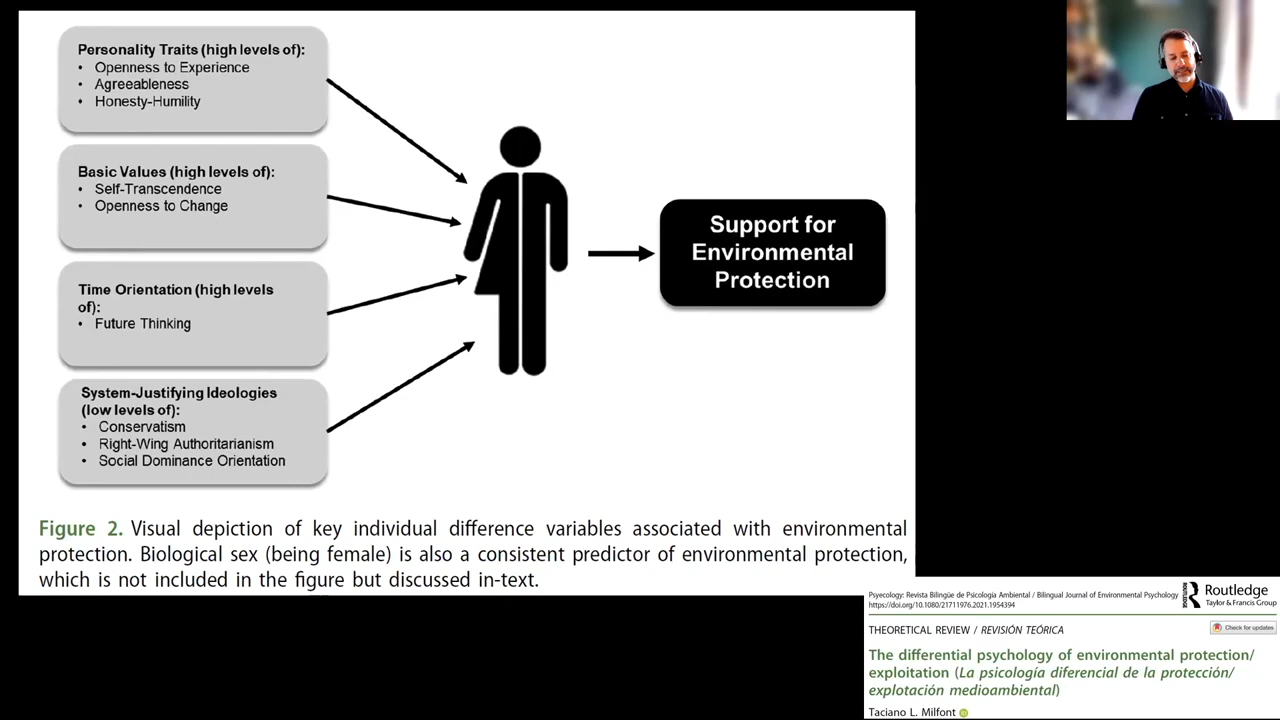 Personality Traits (high levels of):
• Openness to Experience
• Agreeableness
• Honesty-Humility
Basic Values (high levels of):
• Self-Transcendence
• Openness to Change
Time Orientation (high levels
of):
• Future Thinking
System-Justifying Ideologies
(low levels of):
• Conservatism
• Right-Wing Authoritarianism
• Social Dominance Orientation
Support for
Environmental
Protection
Figure 2. Visual depiction of key individual difference variables associated with environmental
protection. Biological sex (being female) is also a consistent predictor of environmental protection,
which is not included in the figure but discussed in-text.
Psyecology: Revista Bilingüe de Psicología Ambiental / Bilingual Journal of Environmental Psychology
https://doi.org/10.1080/21711976.2021.1954394
ROUTLEDGE
Routledge
Taylor & Francis Group
THEORETICAL REVIEW / REVISIÓN TEÓRICA
Check for updates
The differential psychology of environmental protection/
exploitation (La psicología diferencial de la protección/
explotación medioambiental)
Taciano L. Milfont iD